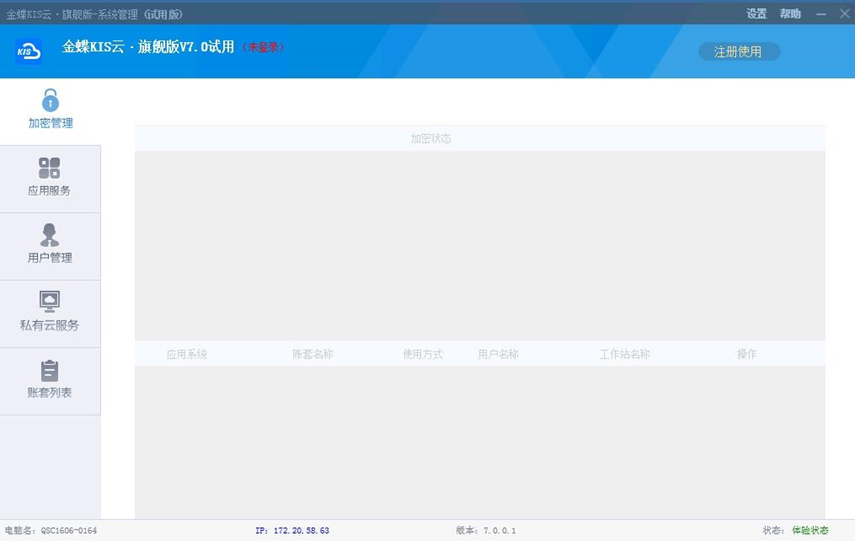 金蝶KIS云·旗舰版-系统管理 (试用版) 设置 帮助
KIS 金蝶KIS云·旗舰版V7.0试用 (未登录) 注册使用
加密管理
加密状态
应用服务
用户管理
私有云服务
应用系统 账套名称 使用方式 用户名称 工作站名称 操作
账套列表
电脑名: QSC1606-0164 IP: 172.20.58.63 版本: 7.0.0.1 状态: 体验状态